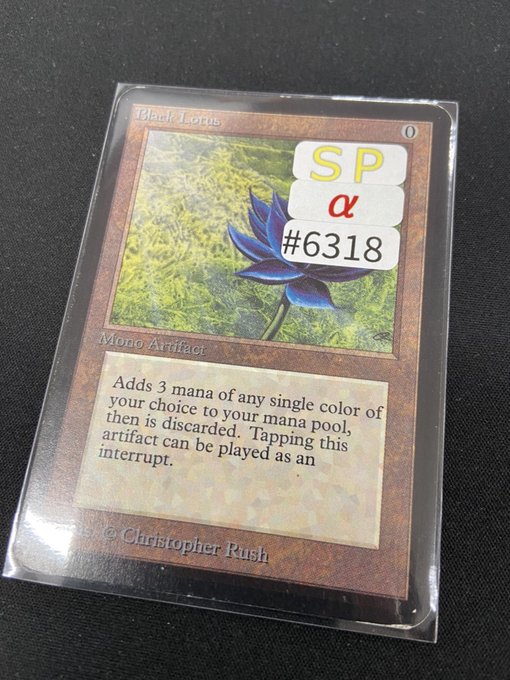 Black Lotus
0
SP
α
#6318
Mono Artifact
Adds 3 mana of any single color of
your choice to your mana pool,
then is discarded. Tapping this
artifact can be played as an
interrupt.
Illus. © Christopher Rush